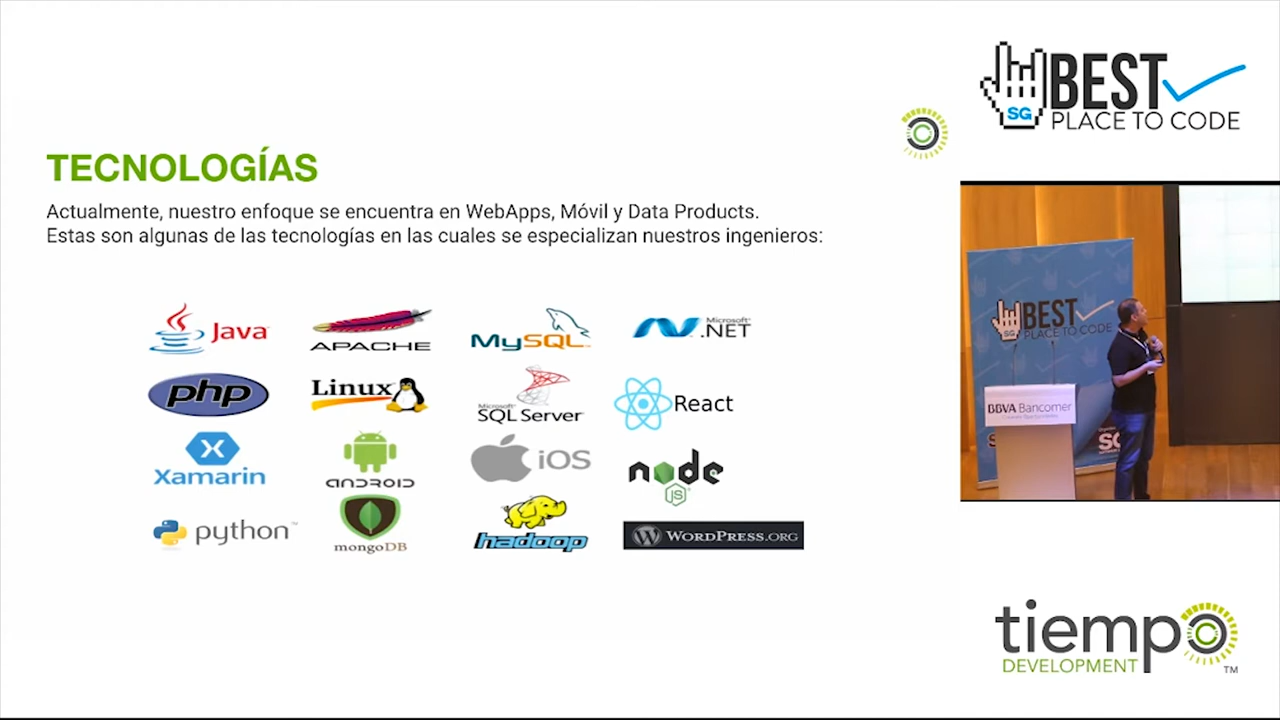 TECNOLOGÍAS
Actualmente, nuestro enfoque se encuentra en WebApps, Móvil y Data Products.
Estas son algunas de las tecnologías en las cuales se especializan nuestros ingenieros:
Java
APACHE
MySQL
Microsoft
.NET
php
Linux
Microsoft
SQL Server
React
Xamarin
ANDROID
iOS
node
JS
python™
mongoDB
hadoop
W WORDPRESS.ORG
SG
BEST
PLACE TO CODE
SG
BEST
PLACE TO CODE
BBVA Bancomer
SG
tiempo
DEVELOPMENT
TM